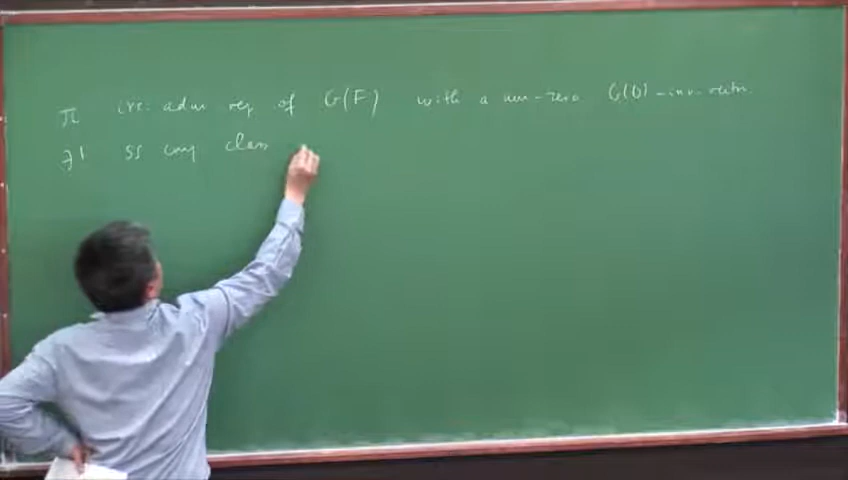 π irr. adm rep of G(F) with a non-zero G(O)-inv. vector.
∃! ss conj class